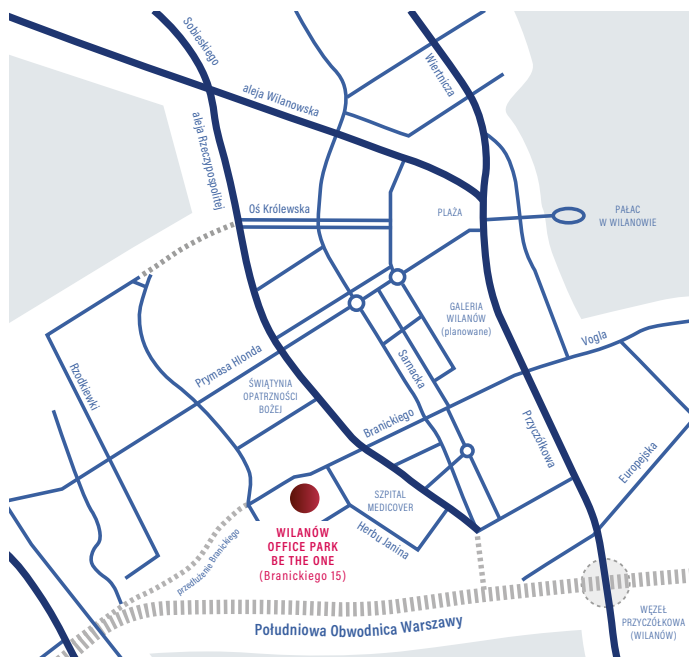 Sobieskiego
Wiertnicza
aleja Wilanowska
aleja Rzeczypospolitej
Oś Królewska
PLAŻA
PAŁAC
W WILANOWIE
GALERIA
WILANÓW
(planowane)
Vogla
Rzodkiewki
Prymasa Hlonda
Sarnacka
ŚWIĄTYNIA
OPATRZNOŚCI
BOŻEJ
Branickiego
Przyczółkowa
Europejska
SZPITAL
MEDICOVER
Herbu Janina
WILANÓW
OFFICE PARK
BE THE ONE
(Branickiego 15)
przedłużenie Branickiego
WĘZEŁ
PRZYCZÓŁKOWA
(WILANÓW)
Południowa Obwodnica Warszawy